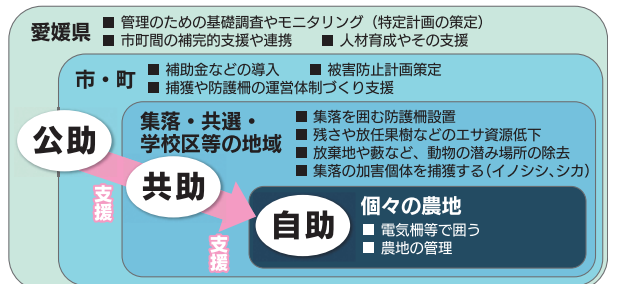 愛媛県
■ 管理のための基礎調査やモニタリング（特定計画の策定）
■ 市町間の補完的支援や連携　■ 人材育成やその支援
市・町
■ 補助金などの導入　■ 被害防止計画策定
■ 捕獲や防護柵の運営体制づくり支援
公助
支援
集落・共選・
学校区等の地域
■ 集落を囲む防護柵設置
■ 残さや放任果樹などのエサ資源低下
■ 放棄地や藪など、動物の潜み場所の除去
■ 集落の加害個体を捕獲する（イノシシ、シカ）
共助
支援
自助
個々の農地
■ 電気柵等で囲う
■ 農地の管理